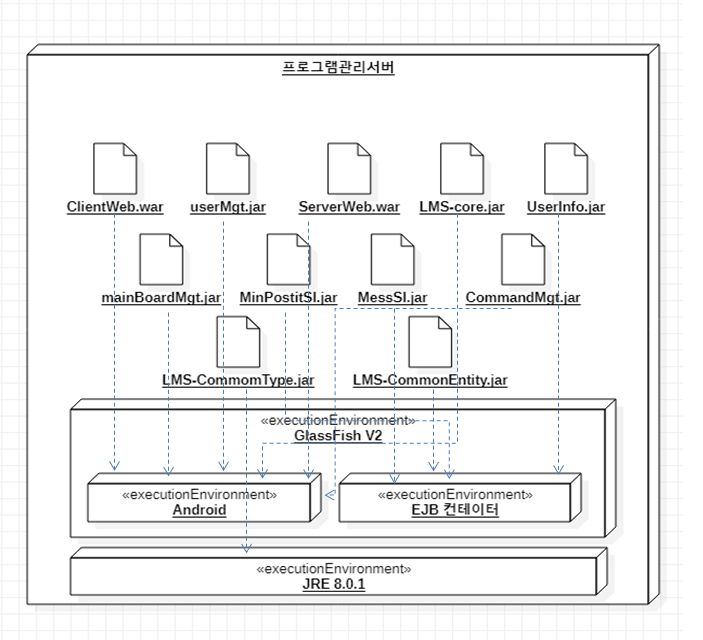 프로그램관리서버
ClientWeb.war userMgt.jar ServerWeb.war LMS-core.jar UserInfo.jar
mainBoardMgt.jar MinPostitSI.jar MessSI.jar CommandMgt.jar
LMS-CommomType.jar LMS-CommonEntity.jar
«executionEnvironment»
GlassFish V2
«executionEnvironment» «executionEnvironment»
Android EJB 컨테이터
«executionEnvironment»
JRE 8.0.1